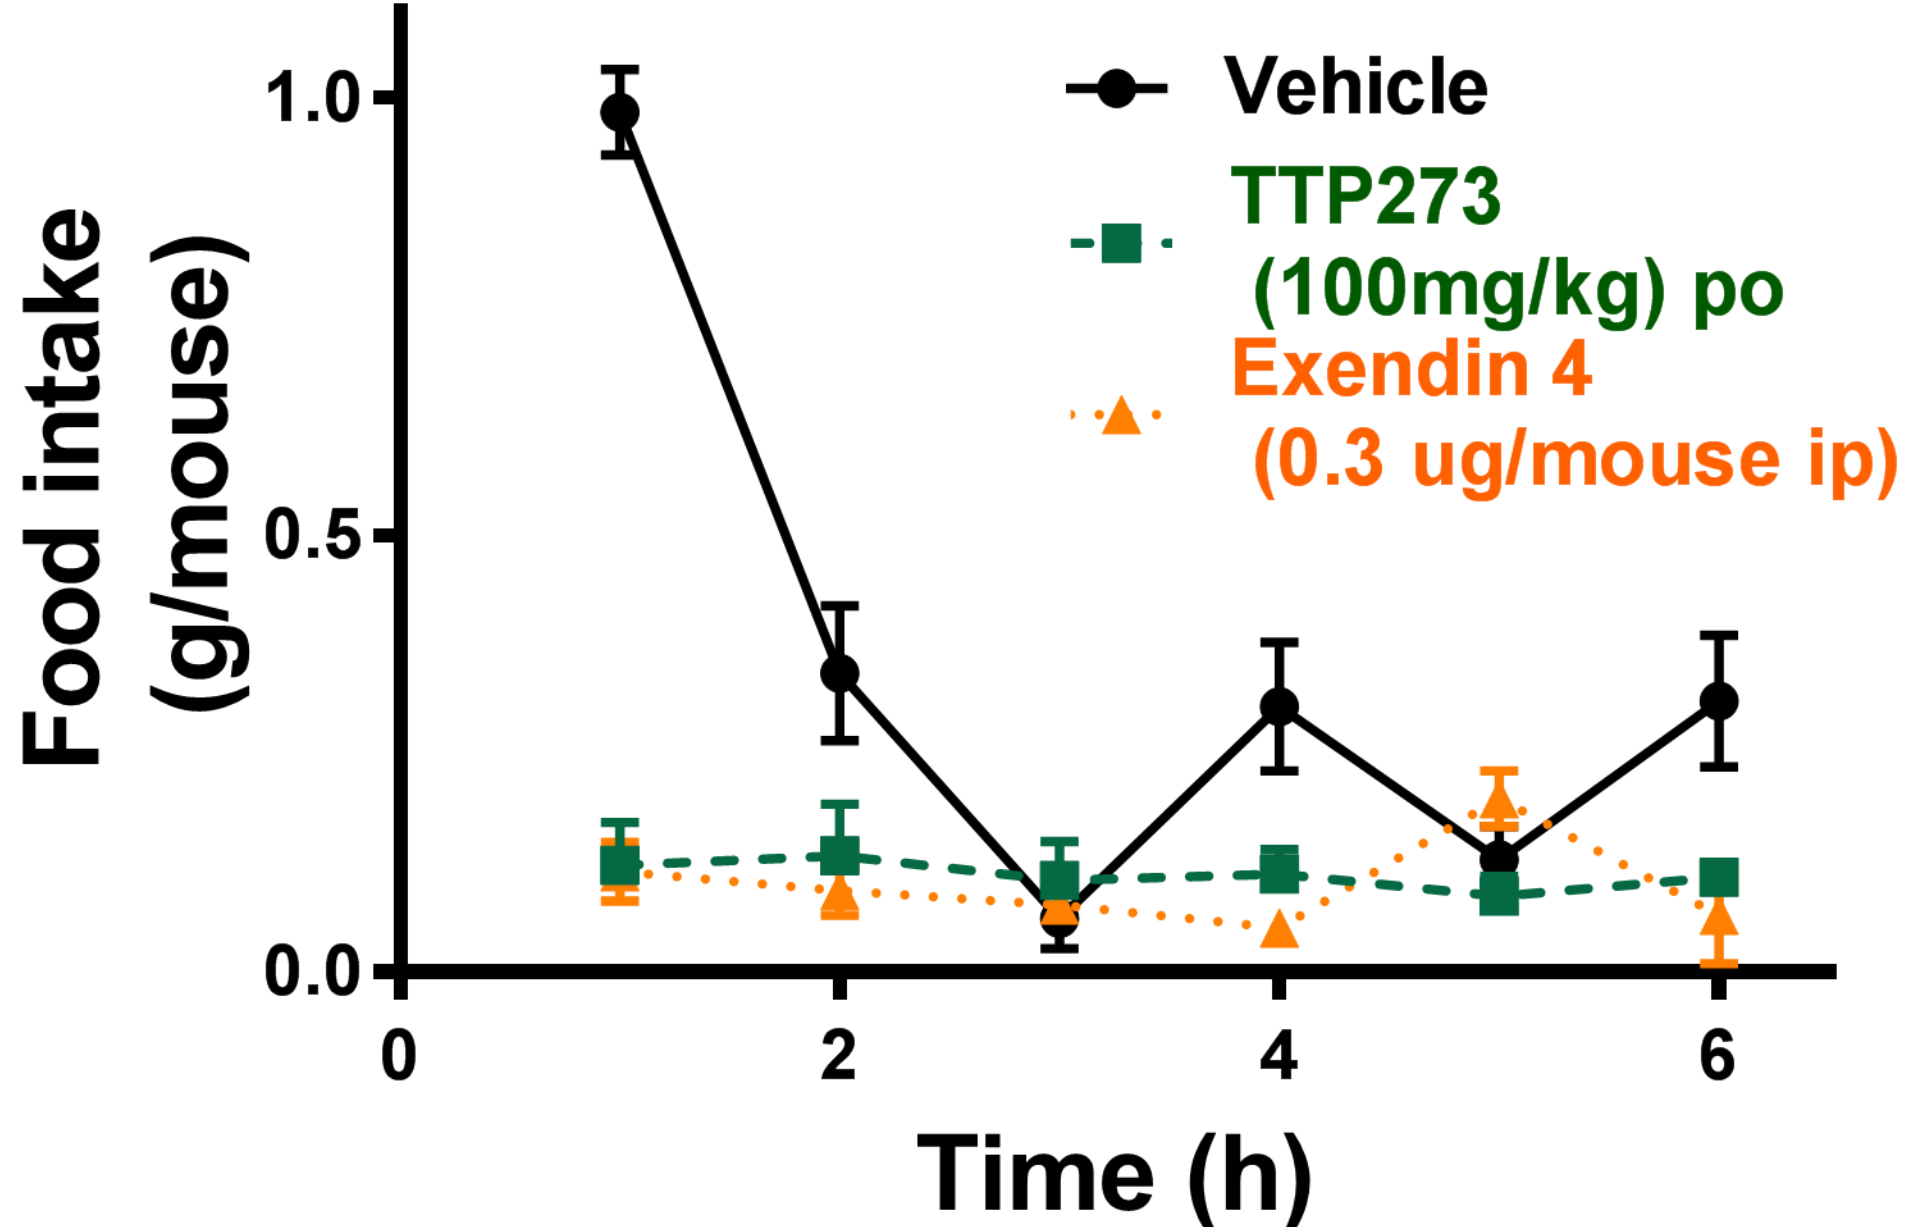 Food intake
(g/mouse)
1.0
0.5
0.0
Vehicle
TTP273
(100mg/kg) po
Exendin 4
(0.3 ug/mouse ip)
0 2 4 6
Time (h)